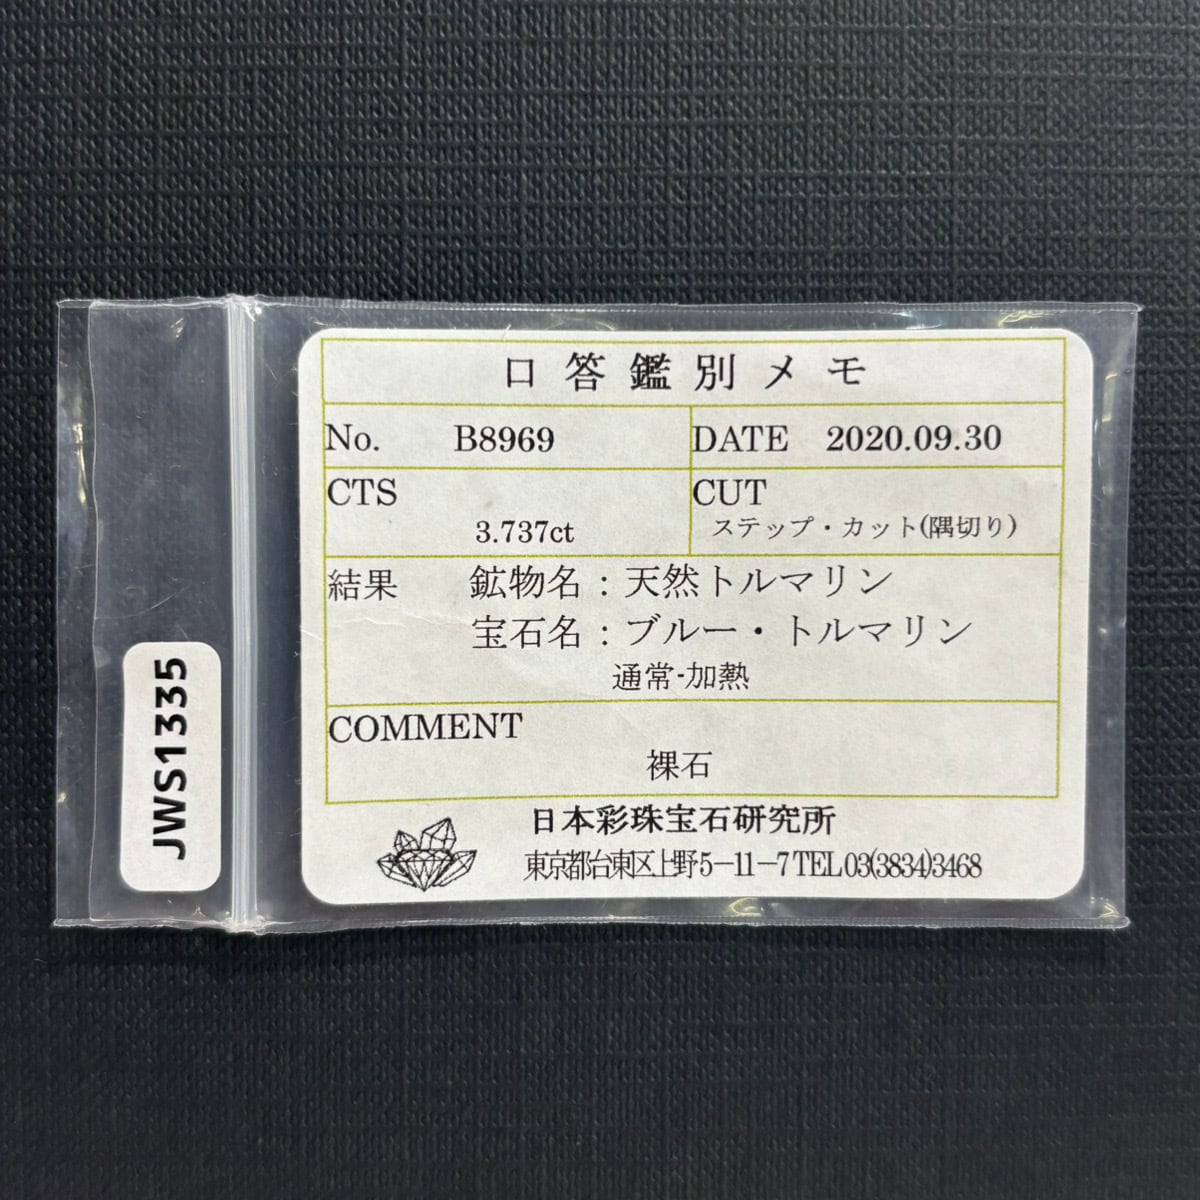 口答鑑別メモ
No. B8969
DATE 2020.09.30
CTS
3.737ct
CUT
ステップ・カット(隅切り)
結果 鉱物名：天然トルマリン
宝石名：ブルー・トルマリン
通常-加熱
COMMENT
裸石
日本彩珠宝石研究所
東京都台東区上野5-11-7 TEL 03(3834)3468
JWS1335